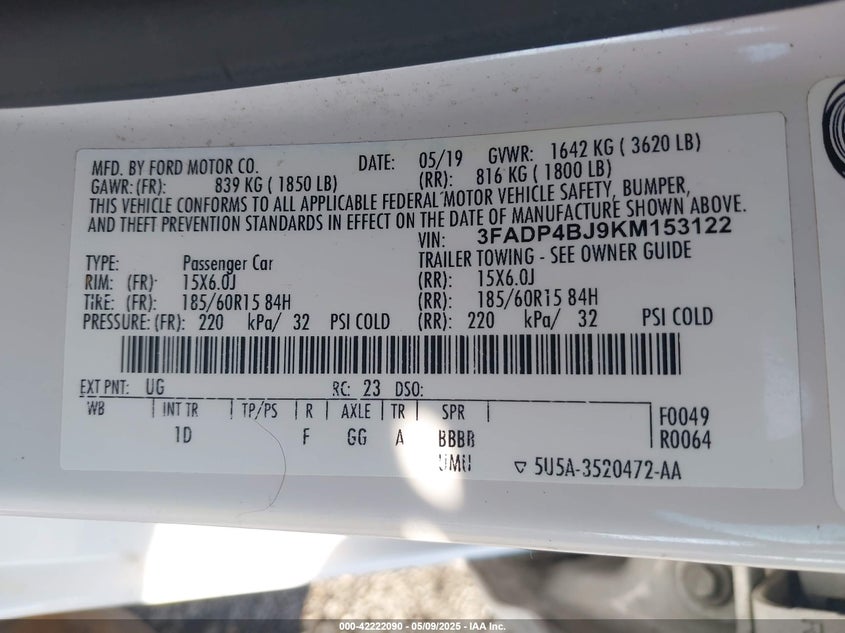 MFD. BY FORD MOTOR CO. DATE: 05/19 GVWR: 1642 KG ( 3620 LB)
GAWR: (FR): 839 KG ( 1850 LB) (RR): 816 KG ( 1800 LB)
THIS VEHICLE CONFORMS TO ALL APPLICABLE FEDERAL MOTOR VEHICLE SAFETY, BUMPER,
AND THEFT PREVENTION STANDARDS IN EFFECT ON THE DATE OF MANUFACTURE SHOWN ABOVE.
VIN: 3FADP4BJ9KM153122
TYPE: Passenger Car TRAILER TOWING - SEE OWNER GUIDE
RIM: (FR): 15X6.0J (RR): 15X6.0J
TIRE: (FR): 185/60R15 84H (RR): 185/60R15 84H
PRESSURE: (FR): 220 kPa/ 32 PSI COLD (RR): 220 kPa/ 32 PSI COLD
EXT PNT: UG RC: 23 DSO:
WB INT TR TP/PS R AXLE TR SPR F0049
1D F GG A BBBB R0064
UMU ▽ 5U5A-3520472-AA
000-42222090 - 05/09/2025 - IAA Inc.